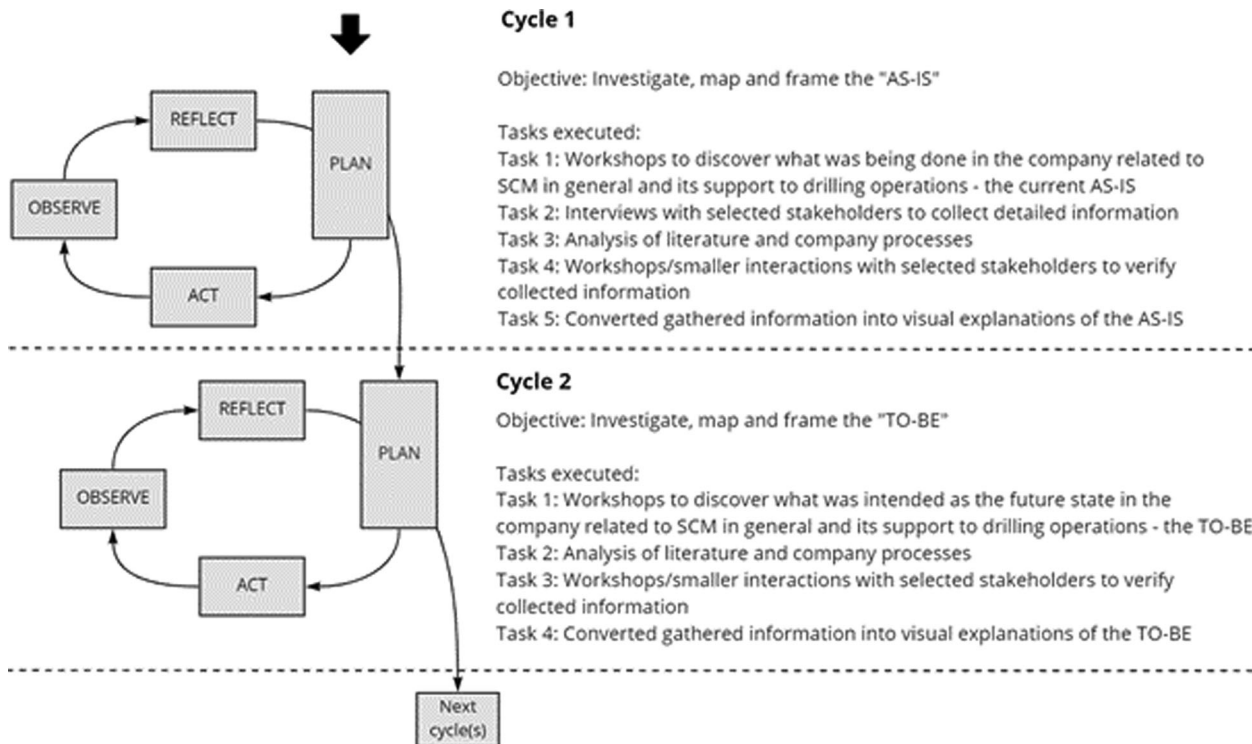 Cycle 1
Objective: Investigate, map and frame the "AS-IS"
Tasks executed:
Task 1: Workshops to discover what was being done in the company related to
SCM in general and its support to drilling operations - the current AS-IS
Task 2: Interviews with selected stakeholders to collect detailed information
Task 3: Analysis of literature and company processes
Task 4: Workshops/smaller interactions with selected stakeholders to verify
collected information
Task 5: Converted gathered information into visual explanations of the AS-IS
REFLECT
PLAN
OBSERVE
ACT
Cycle 2
Objective: Investigate, map and frame the "TO-BE"
Tasks executed:
Task 1: Workshops to discover what was intended as the future state in the
company related to SCM in general and its support to drilling operations - the TO-BE
Task 2: Analysis of literature and company processes
Task 3: Workshops/smaller interactions with selected stakeholders to verify
collected information
Task 4: Converted gathered information into visual explanations of the TO-BE
REFLECT
PLAN
OBSERVE
ACT
Next
cycle(s)